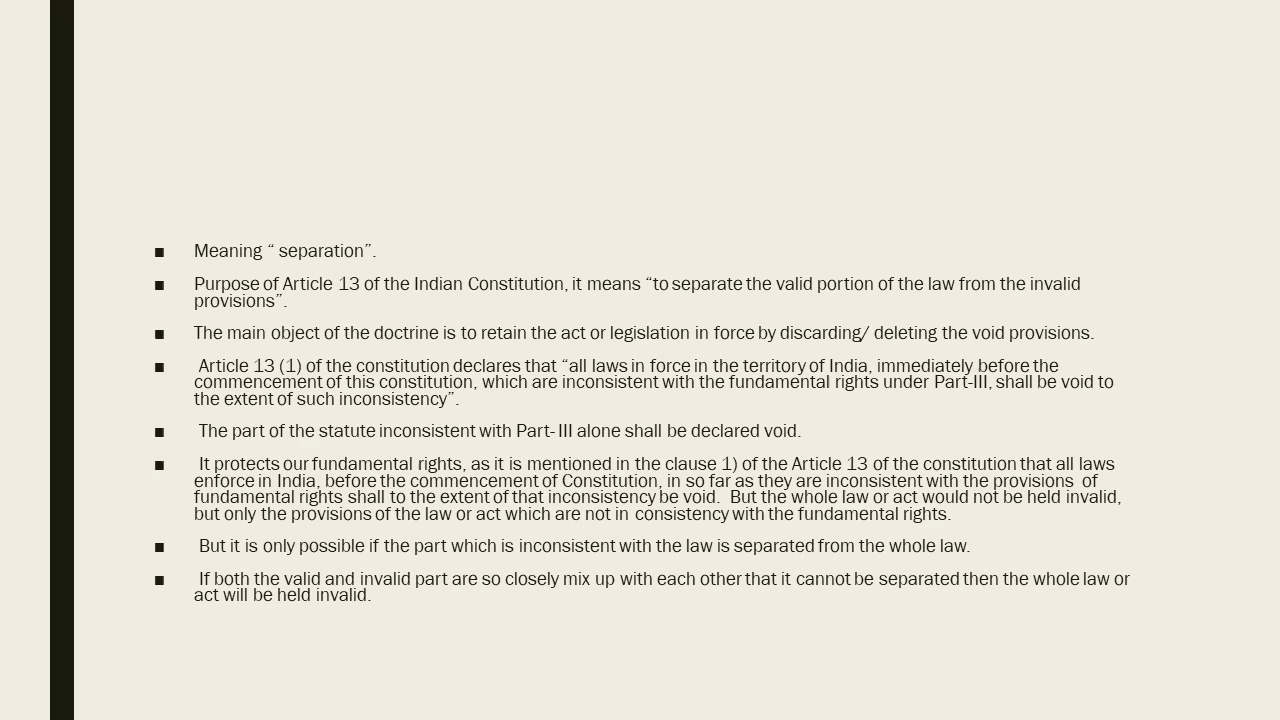 ■ Meaning “ separation”.
■ Purpose of Article 13 of the Indian Constitution, it means “to separate the valid portion of the law from the invalid
provisions”.
■ The main object of the doctrine is to retain the act or legislation in force by discarding/ deleting the void provisions.
■ Article 13 (1) of the constitution declares that “all laws in force in the territory of India, immediately before the
commencement of this constitution, which are inconsistent with the fundamental rights under Part-III, shall be void to
the extent of such inconsistency”.
■ The part of the statute inconsistent with Part- III alone shall be declared void.
■ It protects our fundamental rights, as it is mentioned in the clause 1) of the Article 13 of the constitution that all laws
enforce in India, before the commencement of Constitution, in so far as they are inconsistent with the provisions of
fundamental rights shall to the extent of that inconsistency be void. But the whole law or act would not be held invalid,
but only the provisions of the law or act which are not in consistency with the fundamental rights.
■ But it is only possible if the part which is inconsistent with the law is separated from the whole law.
■ If both the valid and invalid part are so closely mix up with each other that it cannot be separated then the whole law or
act will be held invalid.